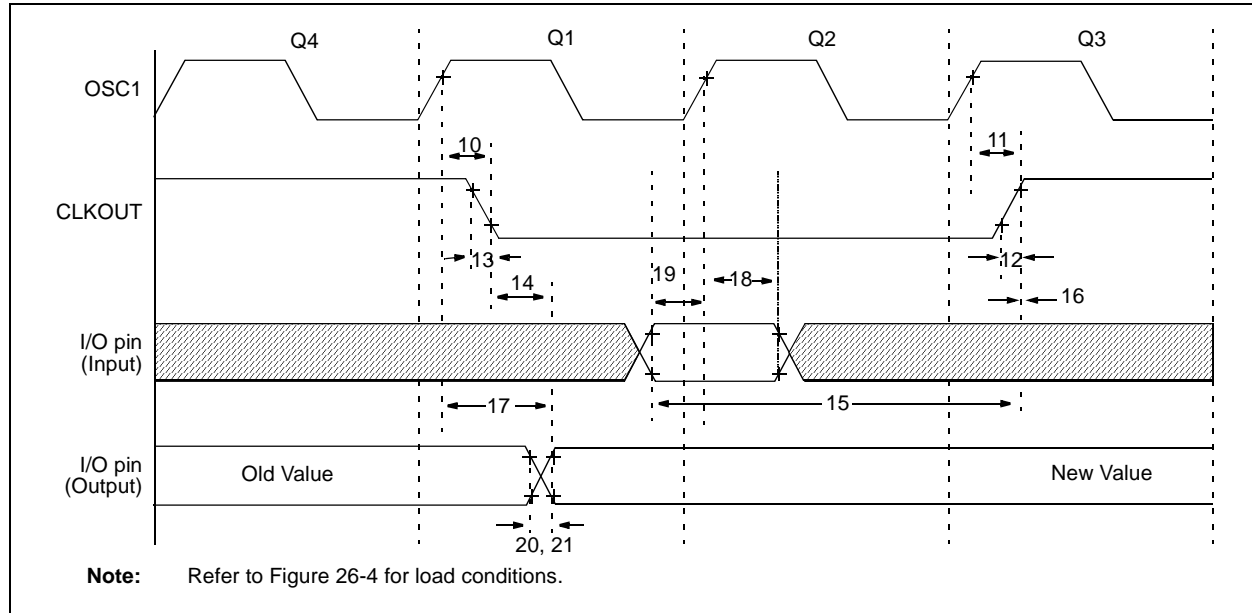 Q4 Q1 Q2 Q3
OSC1
10 11
CLKOUT
13 12
19 18
14 16
I/O pin
(Input)
17 15
I/O pin
(Output)
Old Value New Value
20, 21
Note: Refer to Figure 26-4 for load conditions.